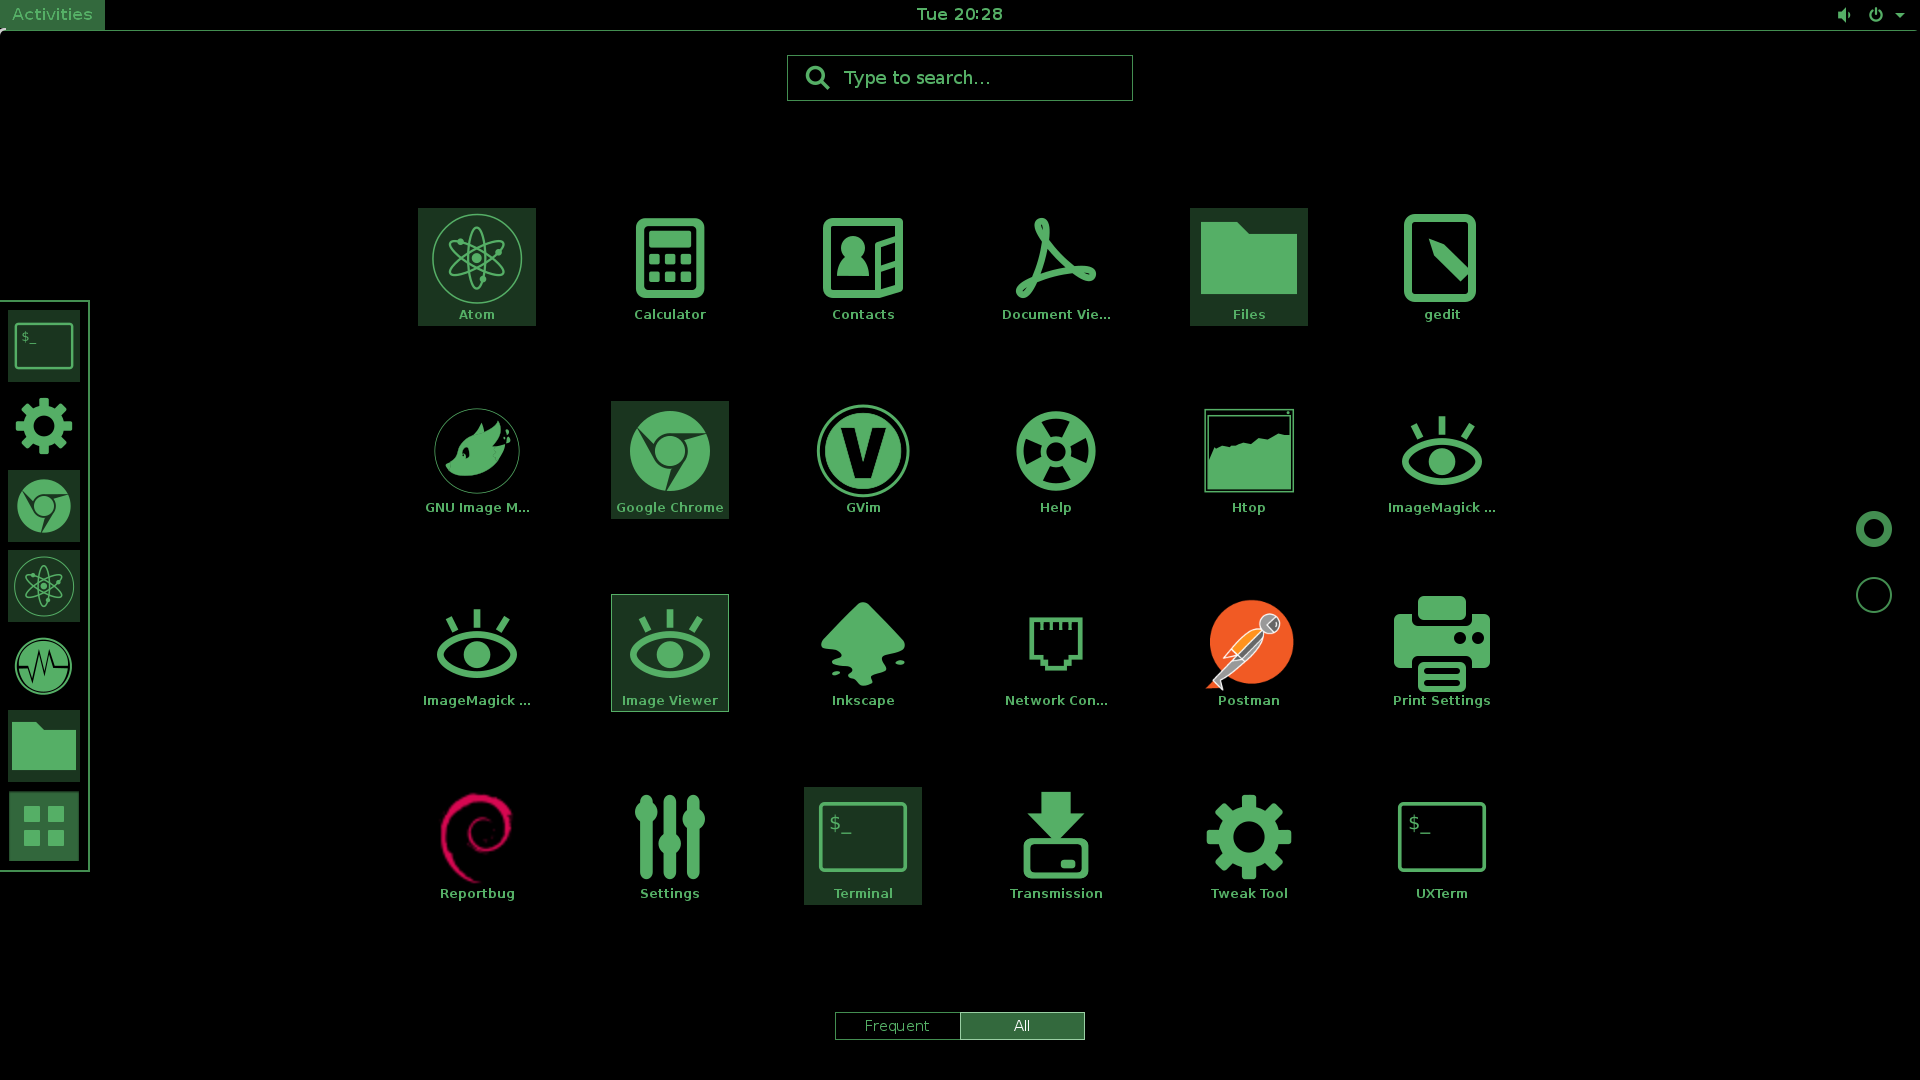 Activities
Tue 20:28
Type to search...
$_
Atom
Calculator
Contacts
Document Vie...
Files
gedit
GNU Image M...
Google Chrome
GVim
Help
Htop
ImageMagick ...
ImageMagick ...
Image Viewer
Inkscape
Network Con...
Postman
Print Settings
$_
$_
Reportbug
Settings
Terminal
Transmission
Tweak Tool
UXTerm
Frequent
All